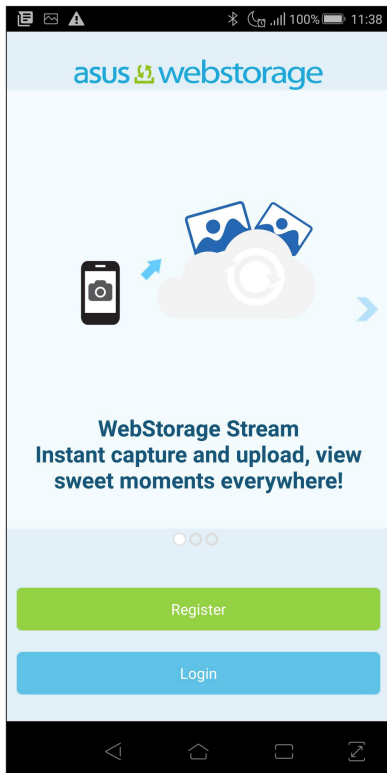 100% 11:38
asus webstorage
WebStorage Stream
Instant capture and upload, view
sweet moments everywhere!
Register
Login